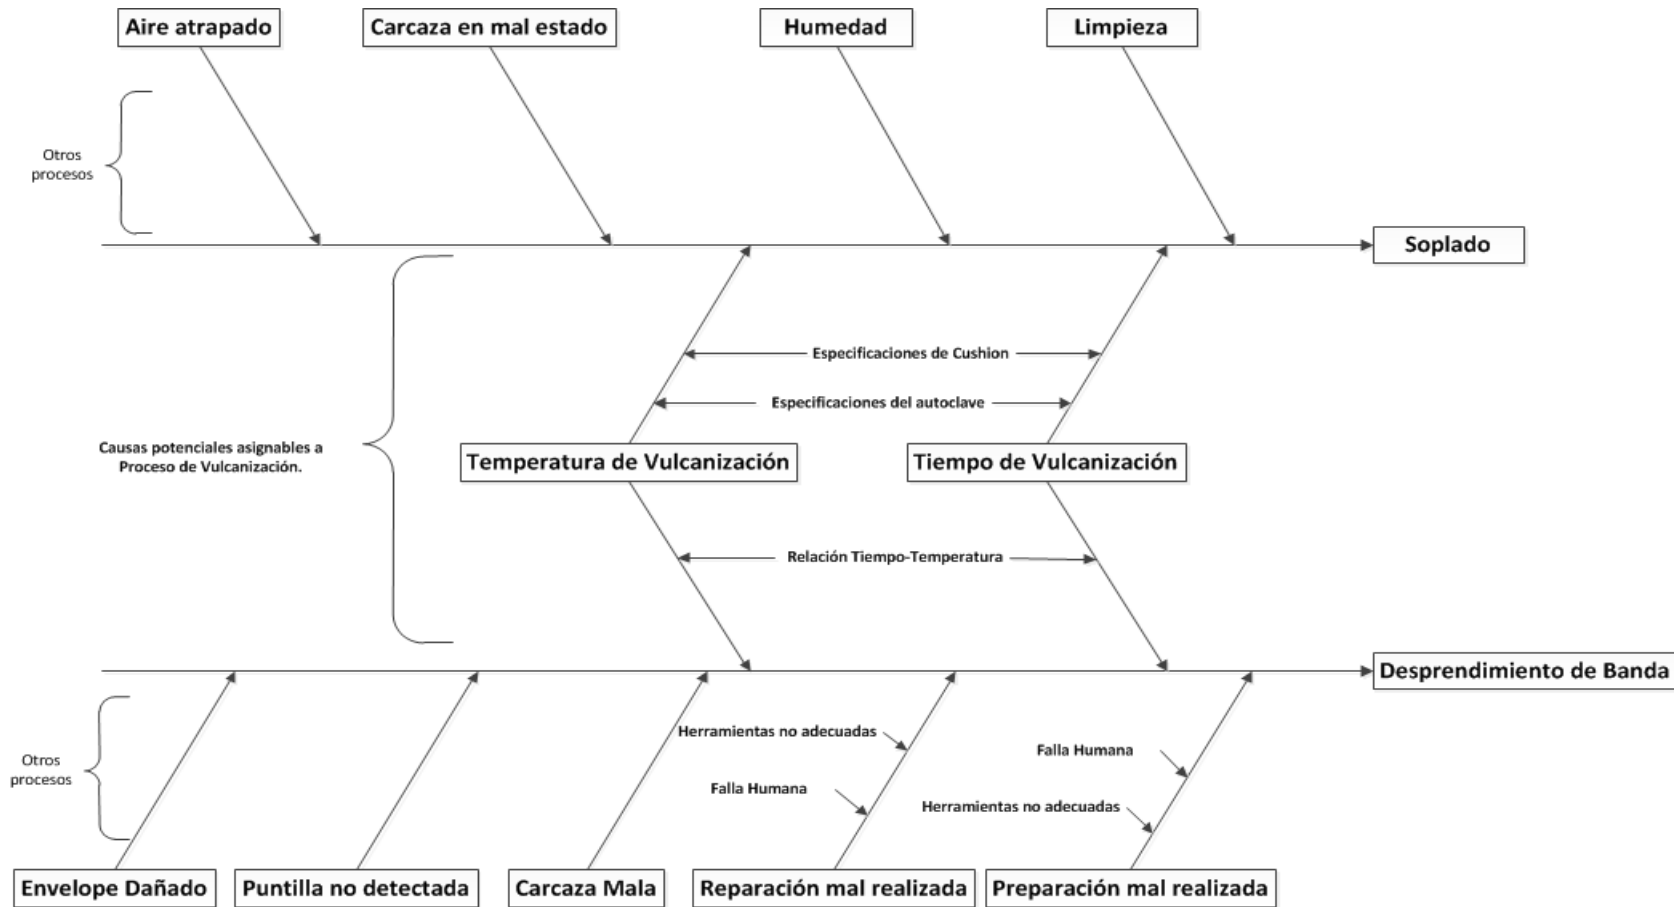 Aire atrapado
Carcaza en mal estado
Humedad
Limpieza
Otros
procesos
Soplado
Especificaciones de Cushion
Especificaciones del autoclave
Causas potenciales asignables a
Proceso de Vulcanización.
Temperatura de Vulcanización
Tiempo de Vulcanización
Relación Tiempo-Temperatura
Desprendimiento de Banda
Otros
procesos
Herramientas no adecuadas
Falla Humana
Falla Humana
Herramientas no adecuadas
Envelope Dañado
Puntilla no detectada
Carcaza Mala
Reparación mal realizada
Preparación mal realizada